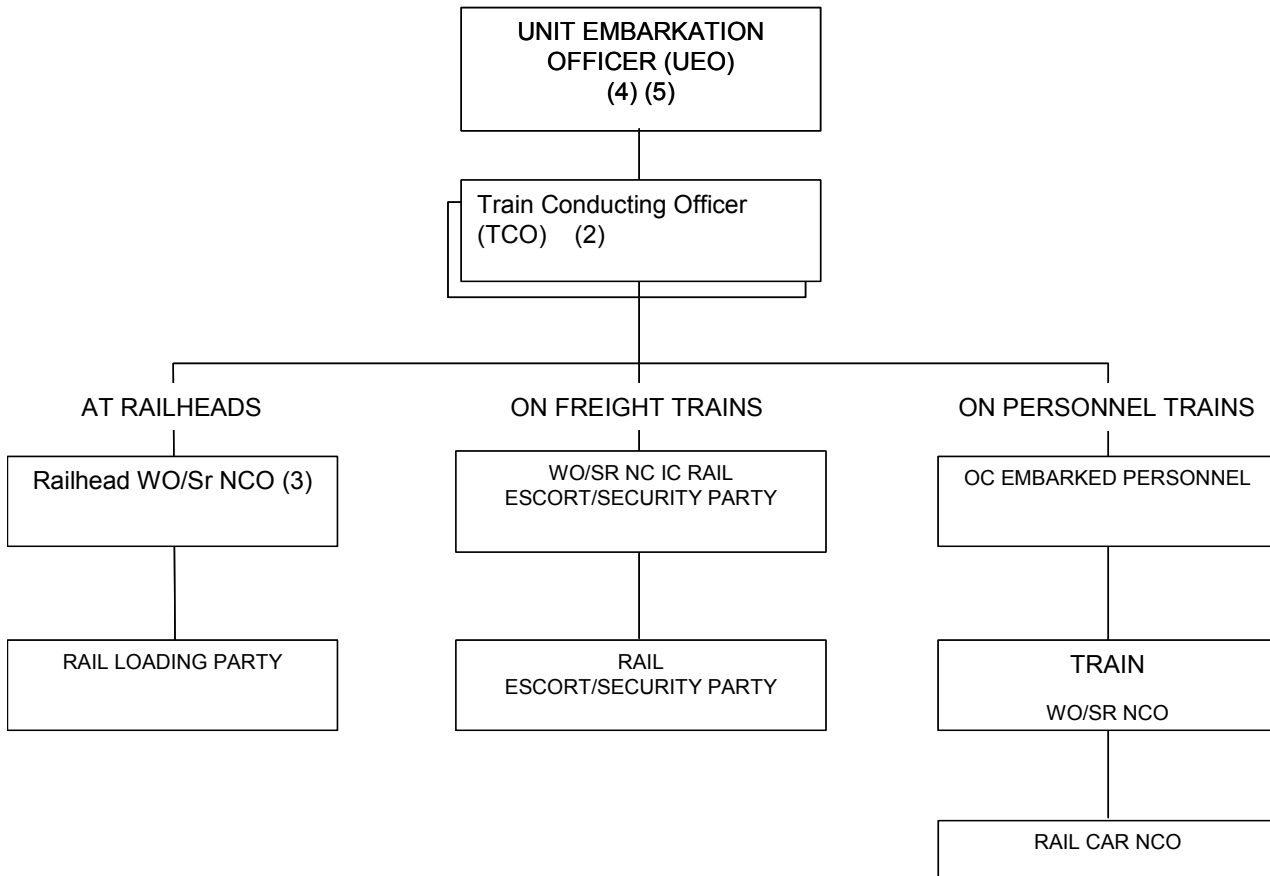 UNIT EMBARKATION
OFFICER (UEO)
(4) (5)
Train Conducting Officer
(TCO) (2)
AT RAILHEADS
ON FREIGHT TRAINS
ON PERSONNEL TRAINS
Railhead WO/Sr NCO (3)
WO/SR NC IC RAIL
ESCORT/SECURITY PARTY
OC EMBARKED PERSONNEL
RAIL LOADING PARTY
RAIL
ESCORT/SECURITY PARTY
TRAIN
WO/SR NCO
RAIL CAR NCO